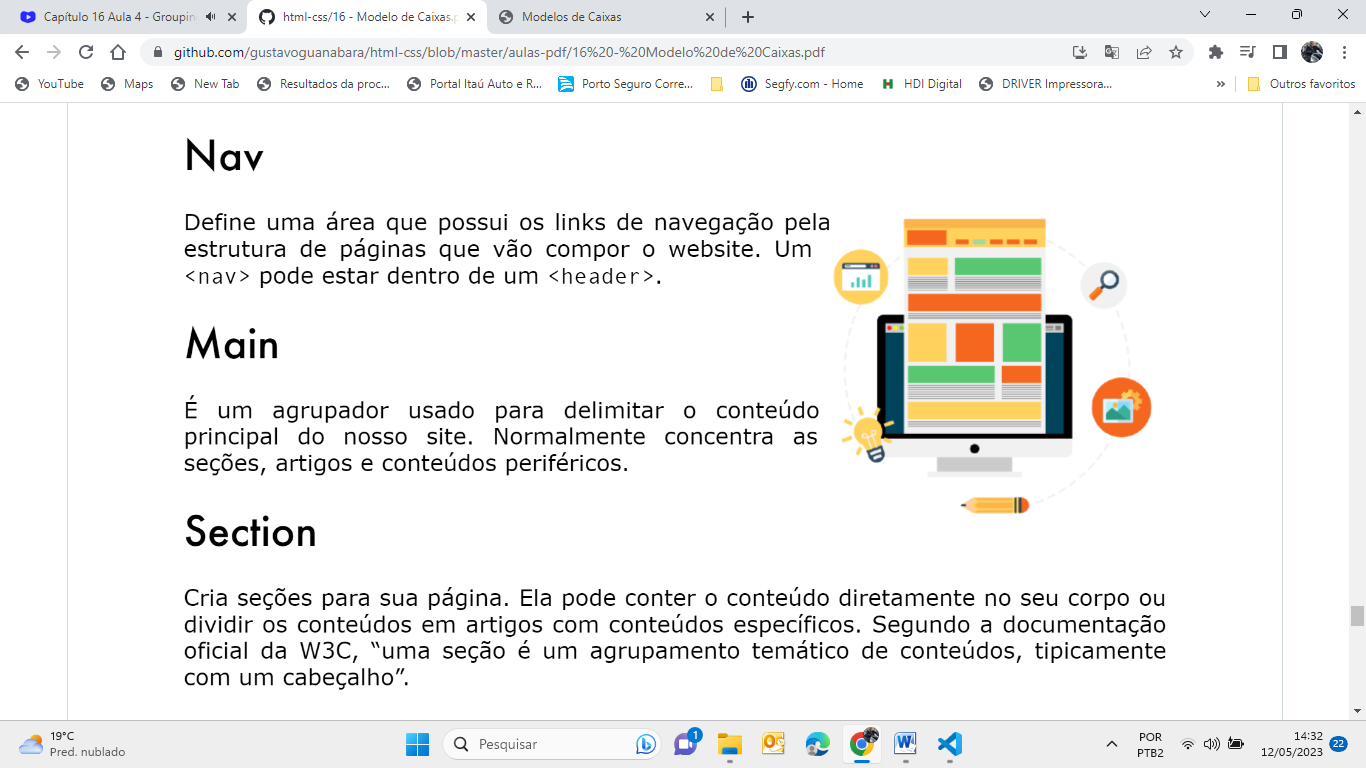 Capítulo 16 Aula 4 - Groupin
html-css/16 - Modelo de Caixas.p
Modelos de Caixas
github.com/gustavoguanabara/html-css/blob/master/aulas-pdf/16%20-%20Modelo%20de%20Caixas.pdf
YouTube
Maps
New Tab
Resultados da proc...
Portal Itaú Auto e R...
Porto Seguro Corre...
Segfy.com - Home
HDI Digital
DRIVER Impressora...
»
Outros favoritos
Nav
Define uma área que possui os links de navegação pela
estrutura de páginas que vão compor o website. Um
<nav> pode estar dentro de um <header>.
Main
É um agrupador usado para delimitar o conteúdo
principal do nosso site. Normalmente concentra as
seções, artigos e conteúdos periféricos.
Section
Cria seções para sua página. Ela pode conter o conteúdo diretamente no seu corpo ou
dividir os conteúdos em artigos com conteúdos específicos. Segundo a documentação
oficial da W3C, “uma seção é um agrupamento temático de conteúdos, tipicamente
com um cabeçalho”.
19°C
Pred. nublado
Pesquisar
1
POR
PTB2
14:32
12/05/2023
22